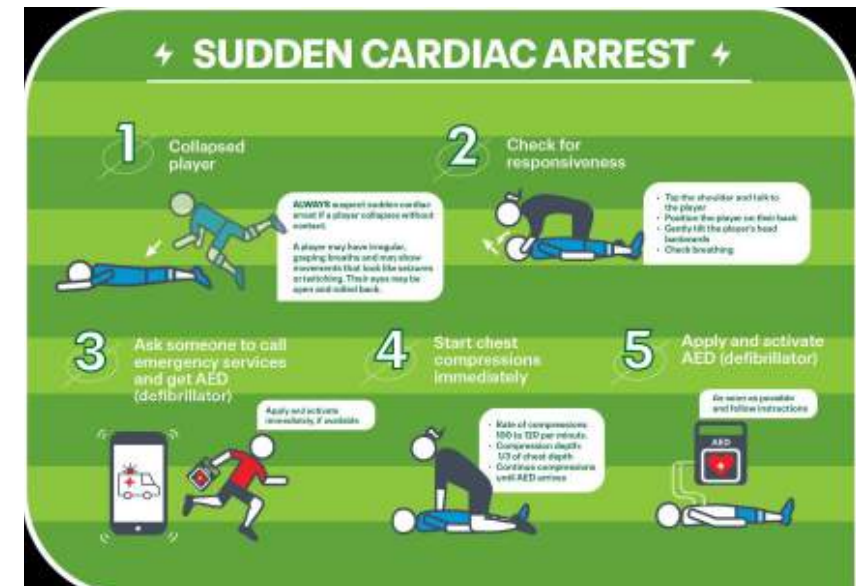 SUDDEN CARDIAC ARREST
1
Collapsed
player
ALWAYS suspect sudden cardiac
arrest if a player collapses without
contact.
A player may have irregular,
gasping breaths and may show
movements that look like seizures
or twitching. Their eyes may be
open and rolled back.
2
Check for
responsiveness
• Tap the shoulder and talk to
the player
• Position the player on their back
• Gently tilt the player's head
backwards
• Check breathing
3
Ask someone to call
emergency services
and get AED
(defibrillator)
Apply and activate
immediately, if available
4
Start chest
compressions
immediately
• Rate of compressions
100 to 120 per minute.
• Compression depth:
1/3 of chest depth
• Continue compressions
until AED arrives
5
Apply and activate
AED (defibrillator)
As soon as possible
and follow instructions
AED